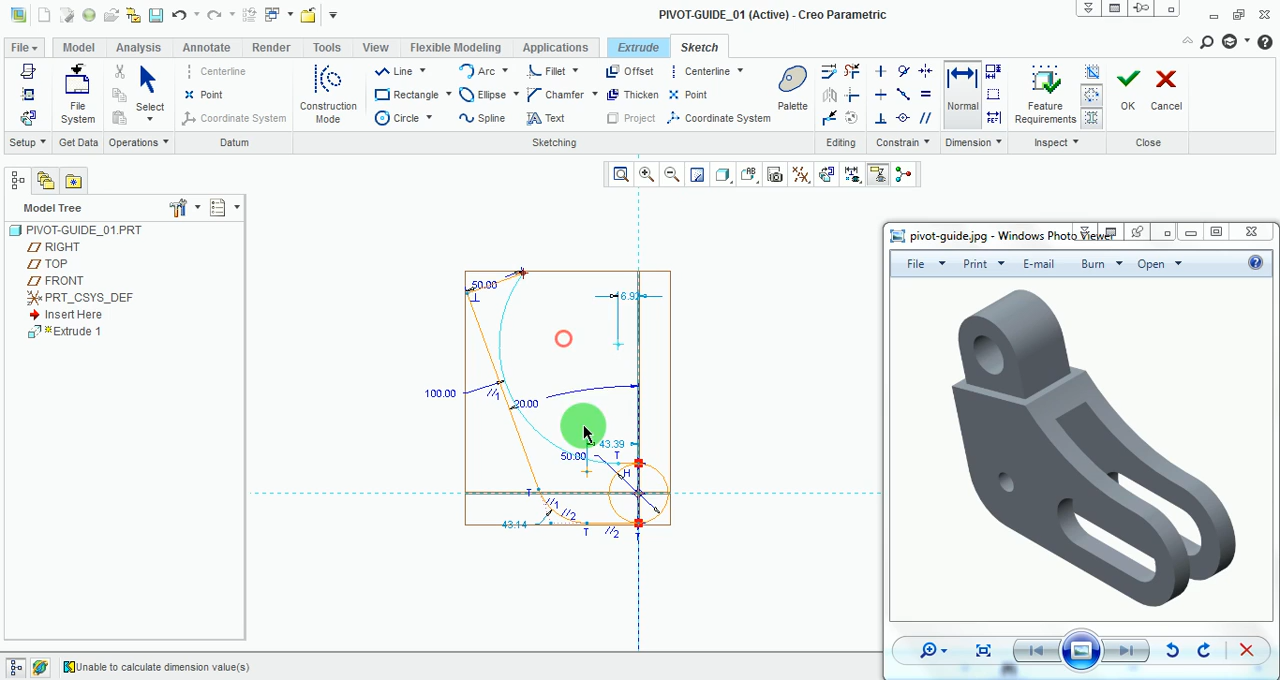 PIVOT-GUIDE_01 (Active) - Creo Parametric
File Model Analysis Annotate Render Tools View Flexible Modeling Applications Extrude Sketch
File System
Select
Centerline
Point
Coordinate System
Construction Mode
Line Arc Fillet Offset Centerline
Rectangle Ellipse Chamfer Thicken Point
Circle Spline Text Project Coordinate System
Palette
Normal
Feature Requirements
OK
Cancel
Setup Get Data Operations Datum Sketching Editing Constrain Dimension Inspect Close
Model Tree
PIVOT-GUIDE_01.PRT
RIGHT
TOP
FRONT
PRT_CSYS_DEF
Insert Here
Extrude 1
50.00
100.00
20.00
43.39
50.00
H
T
43.14
//1
//2
pivot-guide.jpg - Windows Photo Viewer
File Print E-mail Burn Open
Unable to calculate dimension value(s)